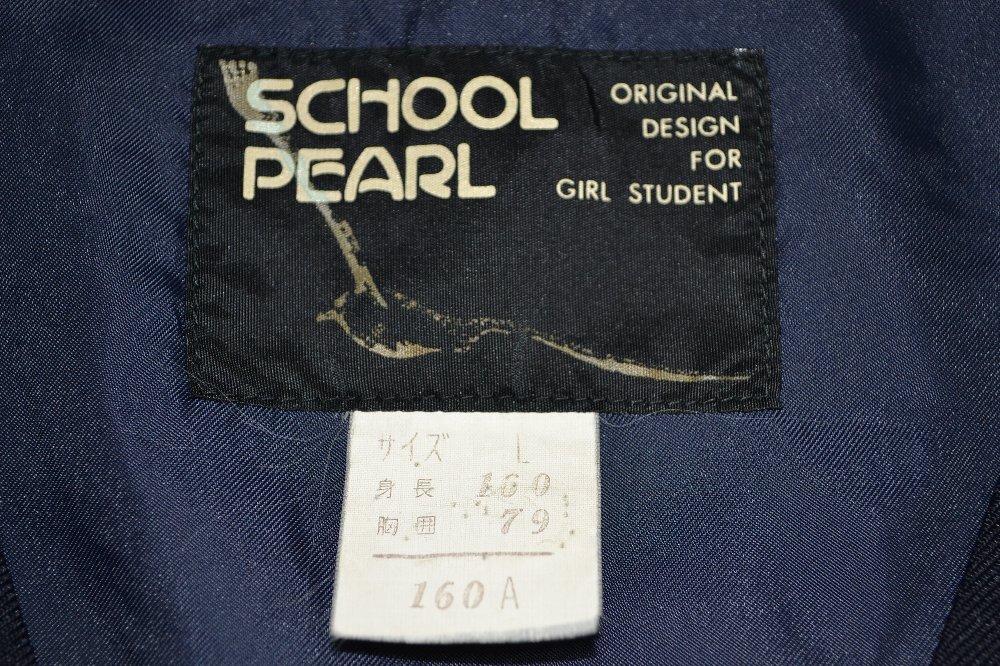 SCHOOL
PEARL
ORIGINAL
DESIGN
FOR
GIRL STUDENT
サイズ L
身長 160
胸囲 79
160A